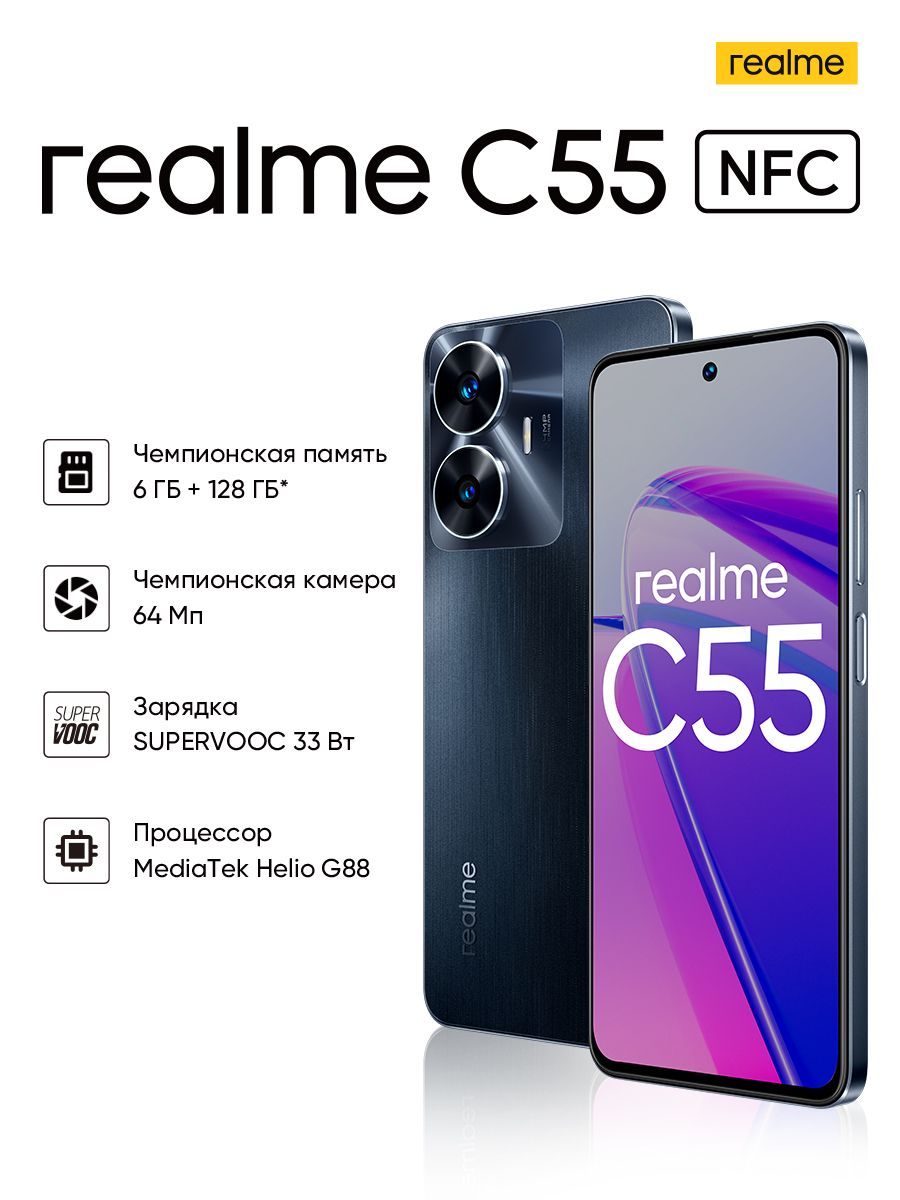 realme
realme C55 NFC
Чемпионская память
6 ГБ + 128 ГБ*
Чемпионская камера
64 Мп
SUPER
VOOC
Зарядка
SUPERVOOC 33 Вт
Процессор
MediaTek Helio G88
realme
C55
realme